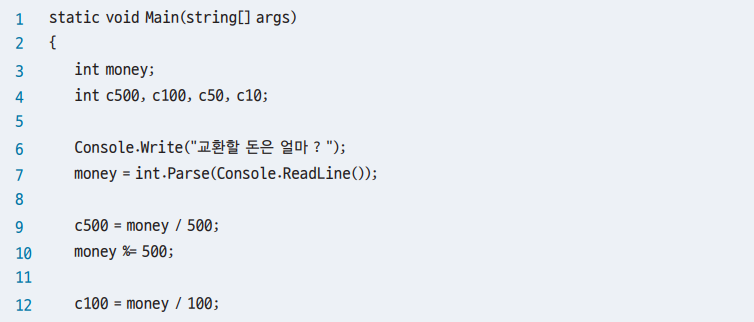 1 static void Main(string[] args)
2 {
3 int money;
4 int c500, c100, c50, c10;
5
6 Console.Write("교환할 돈은 얼마 ? ");
7 money = int.Parse(Console.ReadLine());
8
9 c500 = money / 500;
10 money %= 500;
11
12 c100 = money / 100;